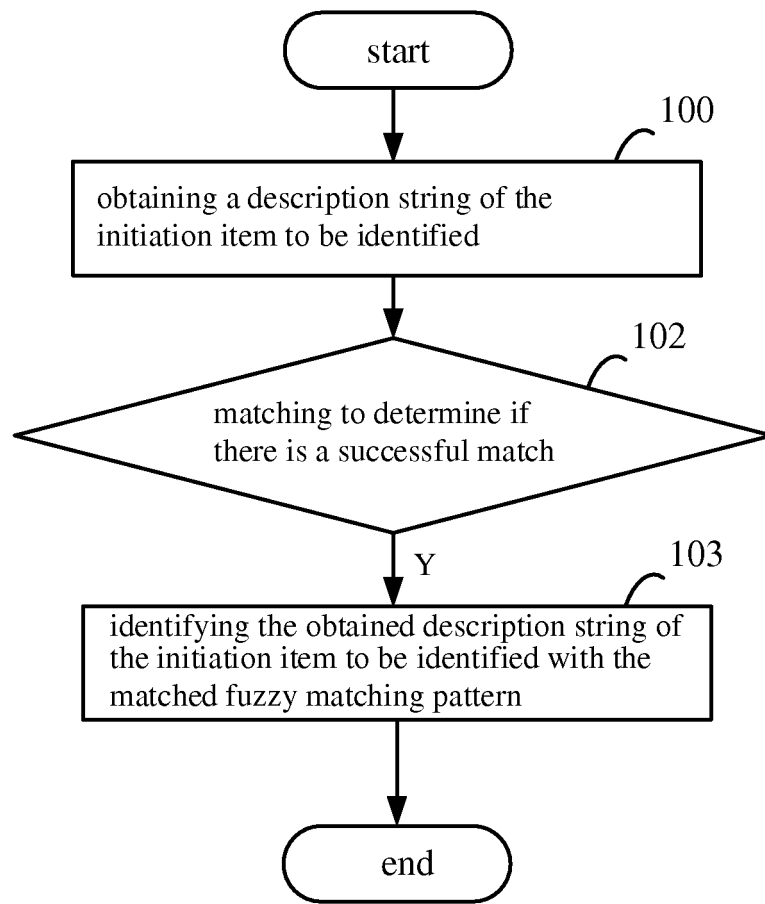 start
100
obtaining a description string of the
initiation item to be identified
102
matching to determine if
there is a successful match
Y
103
identifying the obtained description string of
the initiation item to be identified with the
matched fuzzy matching pattern
end